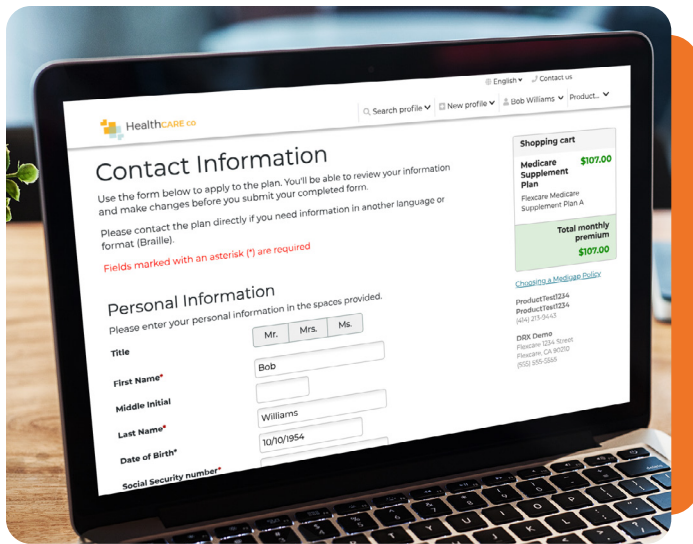 English
Contact us
HealthCARE co
Search profile
New profile
Bob Williams
Product...
Contact Information
Use the form below to apply to the plan. You'll be able to review your information
and make changes before you submit your completed form.
Please contact the plan directly if you need information in another language or
format (Braille).
Fields marked with an asterisk (*) are required
Personal Information
Please enter your personal information in the spaces provided.
Title
Mr. Mrs. Ms.
First Name*
Bob
Middle Initial
Last Name*
Williams
Date of Birth*
10/10/1954
Social Security number*
Shopping cart
Medicare $107.00
Supplement
Plan
Flexcare Medicare
Supplement Plan A
Total monthly
premium
$107.00
Choosing a Medigap Policy
ProductTest1234
ProductTest1234
(414) 213-9443
DRX Demo
Flexcare 1234 Street
Flexcare, CA 90210
(555) 555-5555